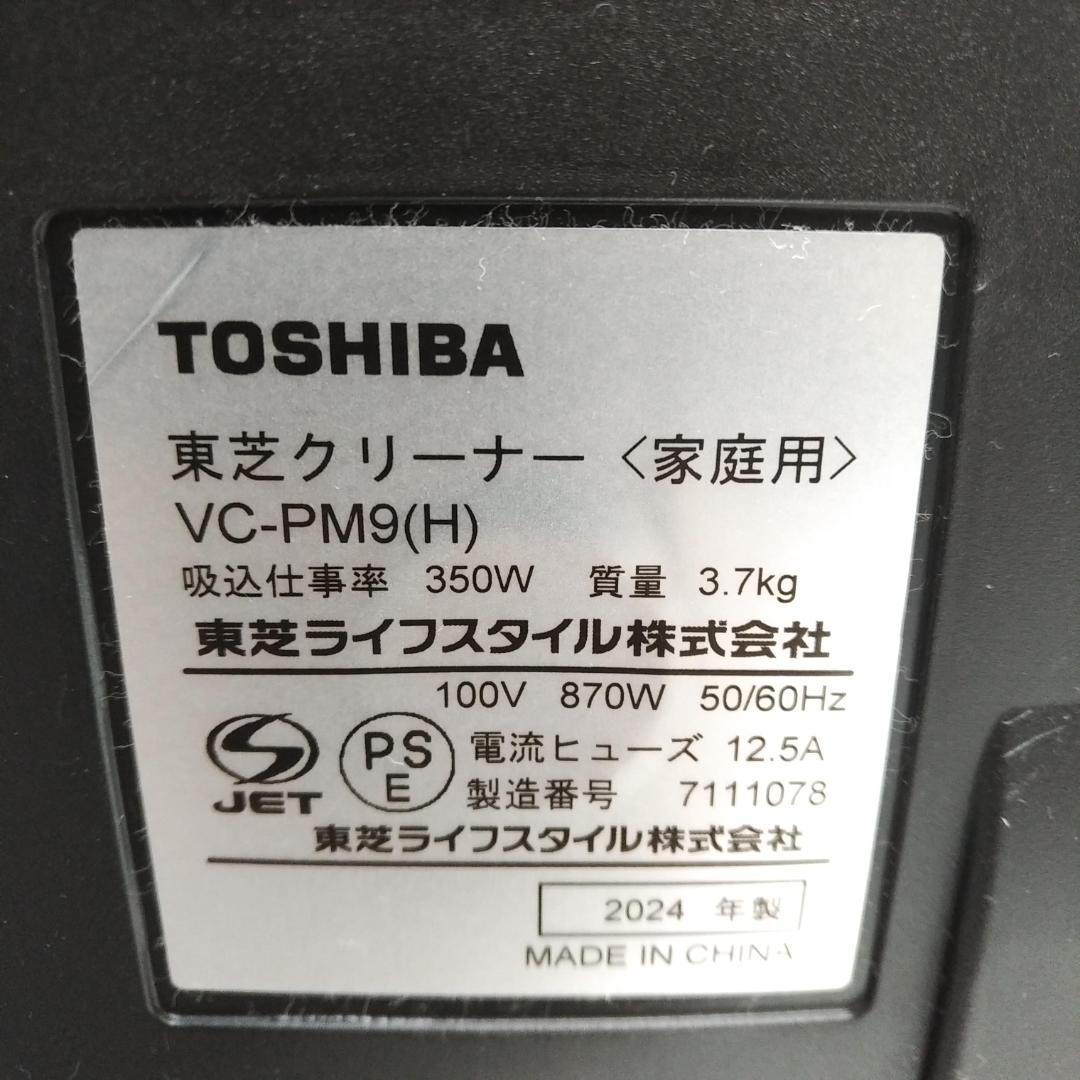 TOSHIBA
東芝クリーナー〈家庭用〉
VC-PM9(H)
吸込仕事率 350W 質量 3.7kg
東芝ライフスタイル株式会社
100V 870W 50/60Hz
JET
PSE
電流ヒューズ 12.5A
製造番号 7111078
東芝ライフスタイル株式会社
2024 年製
MADE IN CHINA